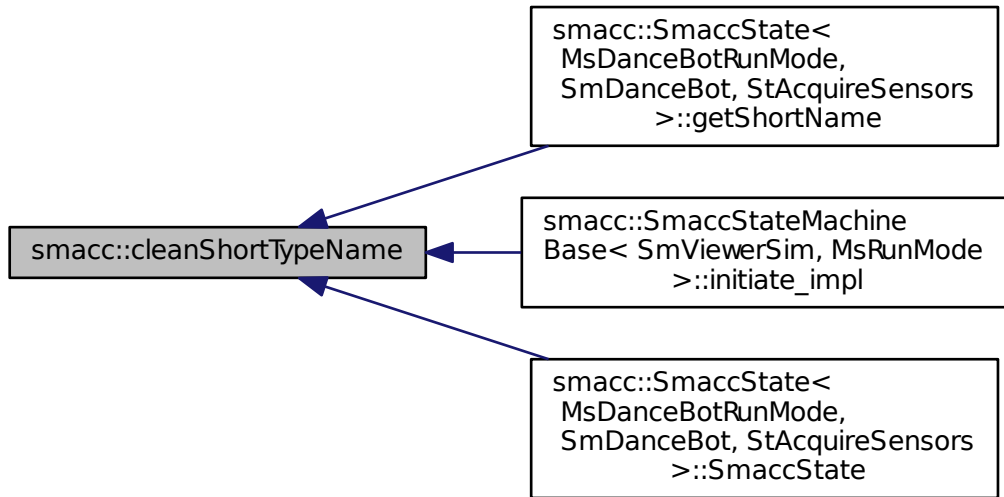 smacc::SmaccState<
MsDanceBotRunMode,
SmDanceBot, StAcquireSensors
>::getShortName
smacc::cleanShortTypeName
smacc::SmaccStateMachine
Base< SmViewerSim, MsRunMode
>::initiate_impl
smacc::SmaccState<
MsDanceBotRunMode,
SmDanceBot, StAcquireSensors
>::SmaccState